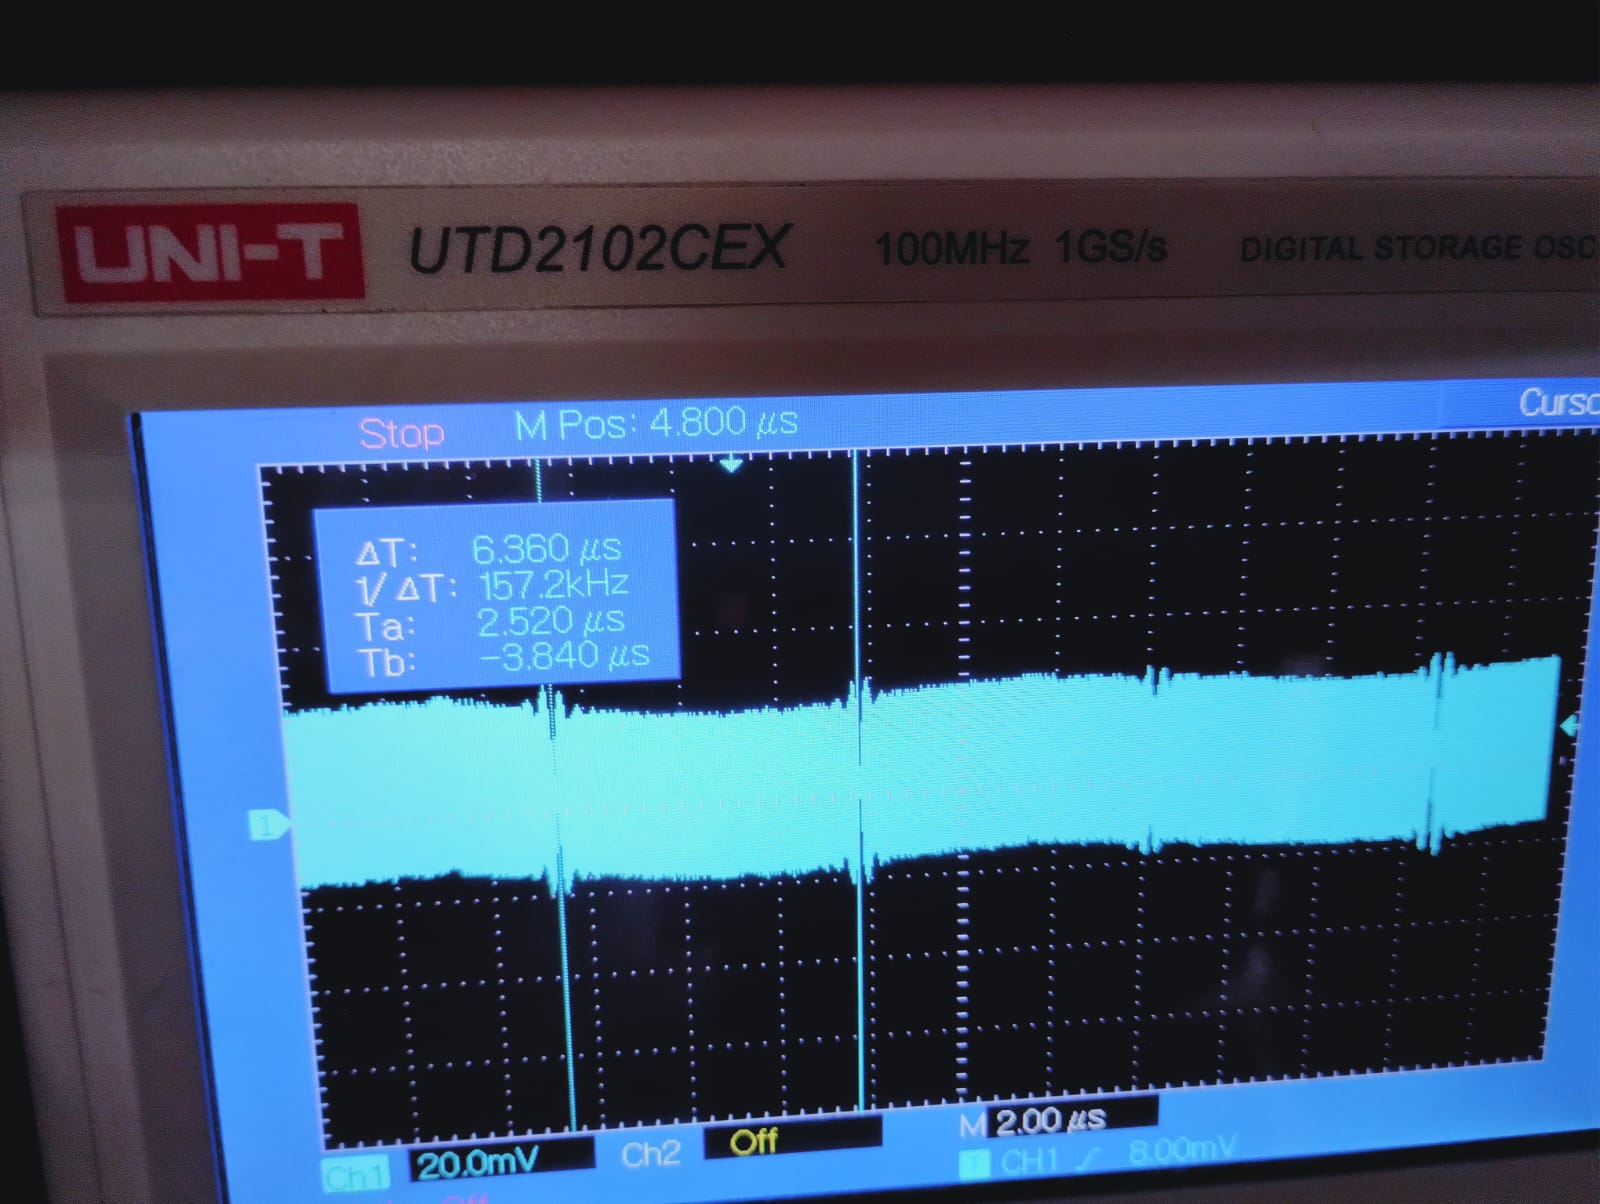 UNI-T UTD2102CEX 100MHz 1GS/s DIGITAL STORAGE
Stop M Pos: 4.800 μs
ΔT: 6.360 μs
1/ΔT: 157.2kHz
Ta: 2.520 μs
Tb: -3.840 μs
1
Ch1 20.0mV Ch2 Off M 2.00 μs
T CH1 8.00mV
Off